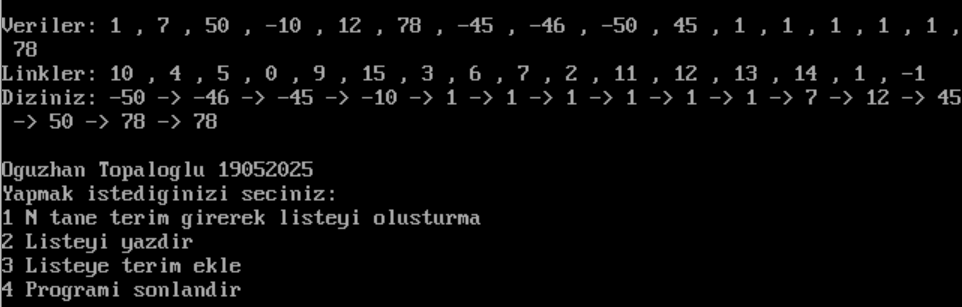 Veriler: 1 , 7 , 50 , -10 , 12 , 78 , -45 , -46 , -50 , 45 , 1 , 1 , 1 , 1 , 1 ,
78
Linkler: 10 , 4 , 5 , 0 , 9 , 15 , 3 , 6 , 7 , 2 , 11 , 12 , 13 , 14 , 1 , -1
Diziniz: -50 -> -46 -> -45 -> -10 -> 1 -> 1 -> 1 -> 1 -> 1 -> 1 -> 7 -> 12 -> 45
-> 50 -> 78 -> 78
Oguzhan Topaloglu 19052025
Yapmak istediginizi seciniz:
1 N tane terim girerek listeyi olusturma
2 Listeyi yazdir
3 Listeye terim ekle
4 Programi sonlandir